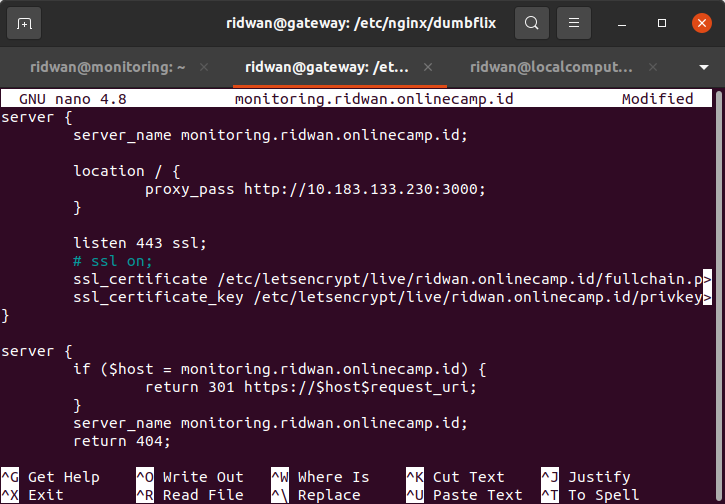 ridwan@gateway: /etc/nginx/dumbflix
ridwan@monitoring: ~ × ridwan@gateway: /et... × ridwan@localcomput... ×
GNU nano 4.8 monitoring.ridwan.onlinecamp.id Modified
server {
server_name monitoring.ridwan.onlinecamp.id;
location / {
proxy_pass http://10.183.133.230:3000;
}
listen 443 ssl;
# ssl on;
ssl_certificate /etc/letsencrypt/live/ridwan.onlinecamp.id/fullchain.p>
ssl_certificate_key /etc/letsencrypt/live/ridwan.onlinecamp.id/privkey>
}
server {
if ($host = monitoring.ridwan.onlinecamp.id) {
return 301 https://$host$request_uri;
}
server_name monitoring.ridwan.onlinecamp.id;
return 404;
^G Get Help ^O Write Out ^W Where Is ^K Cut Text ^J Justify
^X Exit ^R Read File ^\ Replace ^U Paste Text ^T To Spell